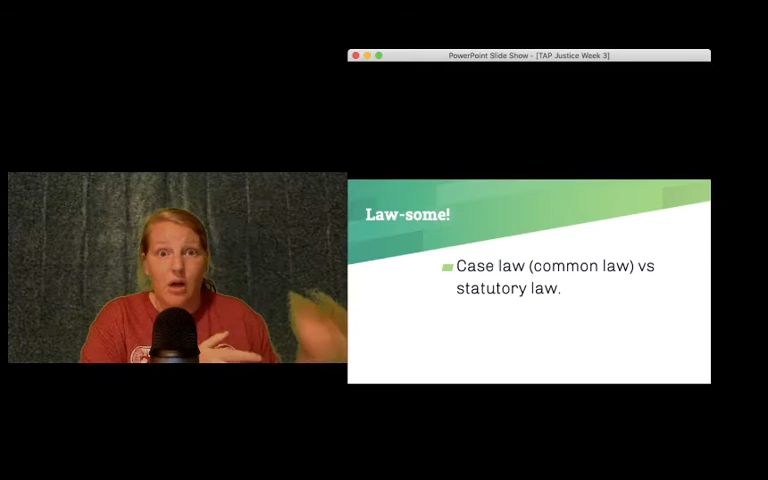 PowerPoint Slide Show - [TAP Justice Week 3]
Law-some!
Case law (common law) vs
statutory law.